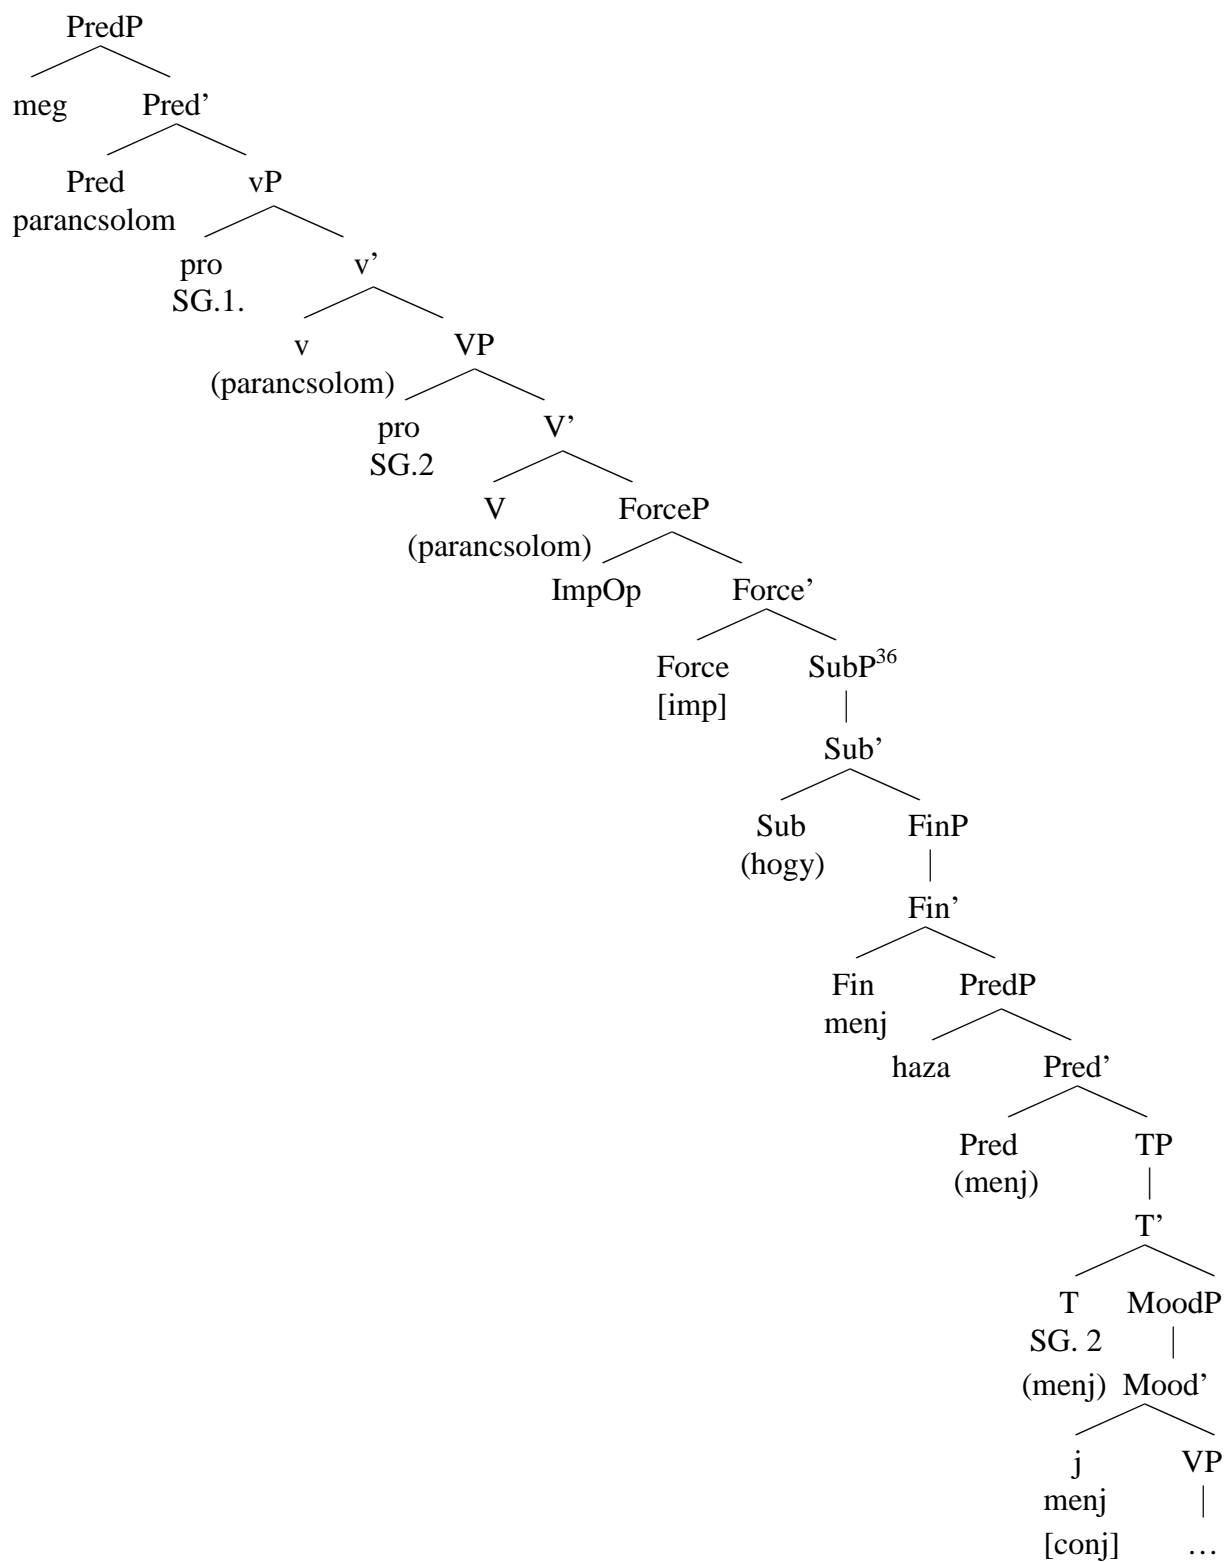 PredP
meg Pred’
Pred vP
parancsolom
pro v’
SG.1.
v VP
(parancsolom)
pro V’
SG.2
V ForceP
(parancsolom)
ImpOp Force’
Force SubP36
[imp]
Sub’
Sub FinP
(hogy)
Fin’
Fin PredP
menj
haza Pred’
Pred TP
(menj)
T’
T MoodP
SG. 2
(menj) Mood’
j VP
menj
[conj] …